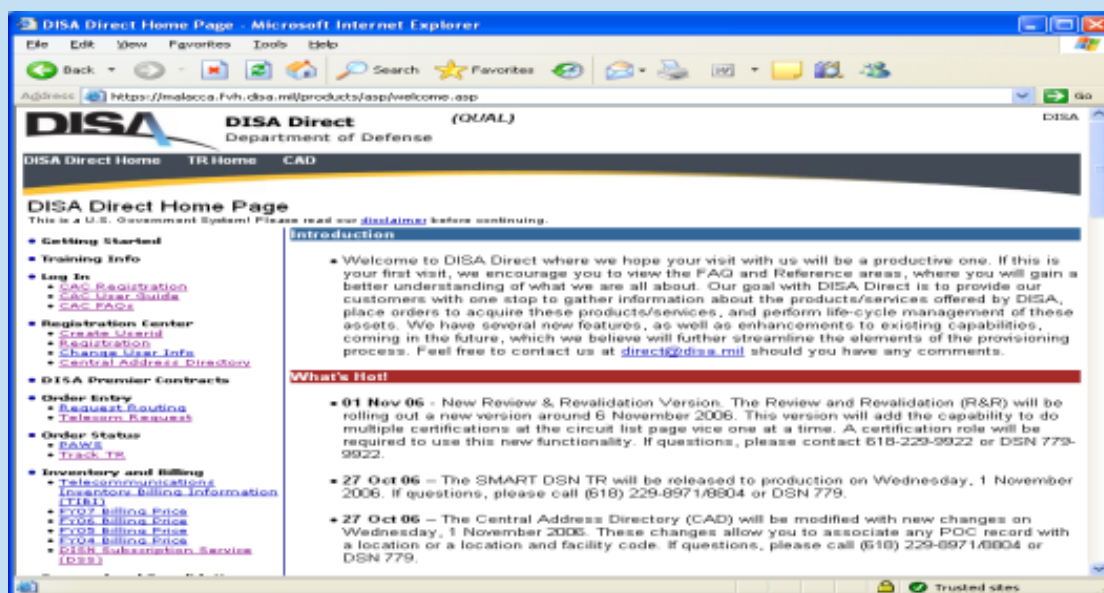 DISA Direct Home Page - Microsoft Internet Explorer
File Edit View Favorites Tools Help
Back Search Favorites
Address https://malacca.fvh.disa.mil/products/asp/welcome.asp Go
DISA DISA Direct (QUAL) DISA
Department of Defense
DISA Direct Home TR Home CAD
DISA Direct Home Page
This is a U.S. Government System! Please read our disclaimer before continuing.
• Getting Started
• Training Info
• Log In
• CAC Registration
• CAC User Guide
• CAC FAQs
• Registration Center
• Create Userid
• Registration
• Change User Info
• Central Address Directory
• DISA Premier Contracts
• Order Entry
• Request Routing
• Telecom Request
• Order Status
• PAWS
• Track TR
• Inventory and Billing
• Telecommunications
Inventory Billing Information
(TIBI)
• FY07 Billing Price
• FY06 Billing Price
• FY05 Billing Price
• FY04 Billing Price
• DISN Subscription Service
(DSS)
Introduction
• Welcome to DISA Direct where we hope your visit with us will be a productive one. If this is
your first visit, we encourage you to view the FAQ and Reference areas, where you will gain a
better understanding of what we are all about. Our goal with DISA Direct is to provide our
customers with one stop to gather information about the products/services offered by DISA,
place orders to acquire these products/services, and perform life-cycle management of these
assets. We have several new features, as well as enhancements to existing capabilities,
coming in the future, which we believe will further streamline the elements of the provisioning
process. Feel free to contact us at direct@disa.mil should you have any comments.
What's Hot!
• 01 Nov 06 - New Review & Revalidation Version. The Review and Revalidation (R&R) will be
rolling out a new version around 6 November 2006. This version will add the capability to do
multiple certifications at the circuit list page vice one at a time. A certification role will be
required to use this new functionality. If questions, please contact 618-229-9922 or DSN 779-
9922.
• 27 Oct 06 – The SMART DSN TR will be released to production on Wednesday, 1 November
2006. If questions, please call (618) 229-8971/8804 or DSN 779.
• 27 Oct 06 – The Central Address Directory (CAD) will be modified with new changes on
Wednesday, 1 November 2006. These changes allow you to associate any POC record with
a location or a location and facility code. If questions, please call (618) 229-8971/8804 or
DSN 779.
Trusted sites